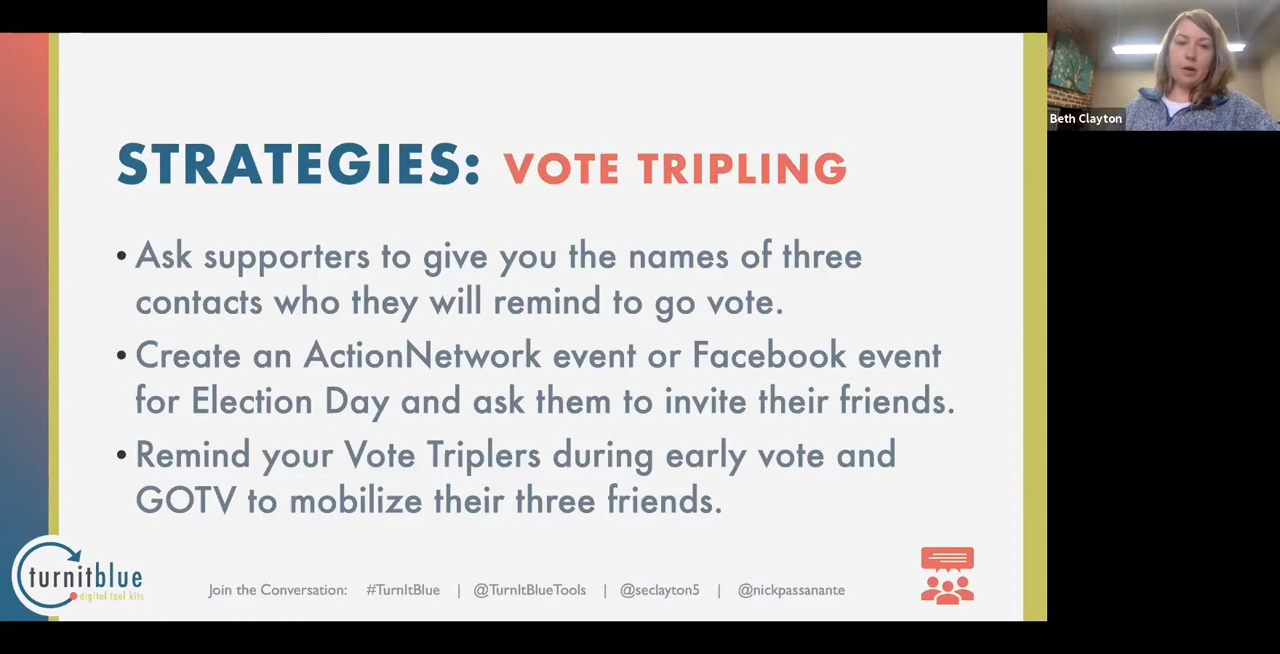 STRATEGIES: VOTE TRIPLING
• Ask supporters to give you the names of three
contacts who they will remind to go vote.
• Create an ActionNetwork event or Facebook event
for Election Day and ask them to invite their friends.
• Remind your Vote Triplers during early vote and
GOTV to mobilize their three friends.
turnitblue
digital tool kits
Join the Conversation: #TurnItBlue | @TurnItBlueTools | @seclayton5 | @nickpassanante
Beth Clayton